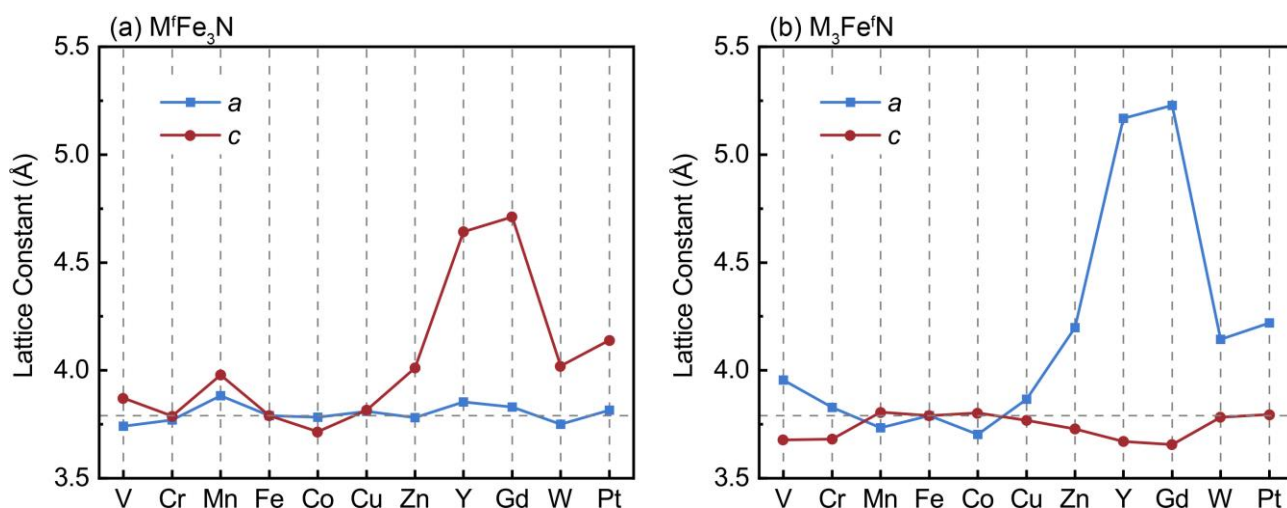 (a) MᶠFe₃N
5.5
5.0
4.5
4.0
3.5
Lattice Constant (Å)
a
c
V Cr Mn Fe Co Cu Zn Y Gd W Pt
(b) M₃FeᶠN
5.5
5.0
4.5
4.0
3.5
Lattice Constant (Å)
a
c
V Cr Mn Fe Co Cu Zn Y Gd W Pt